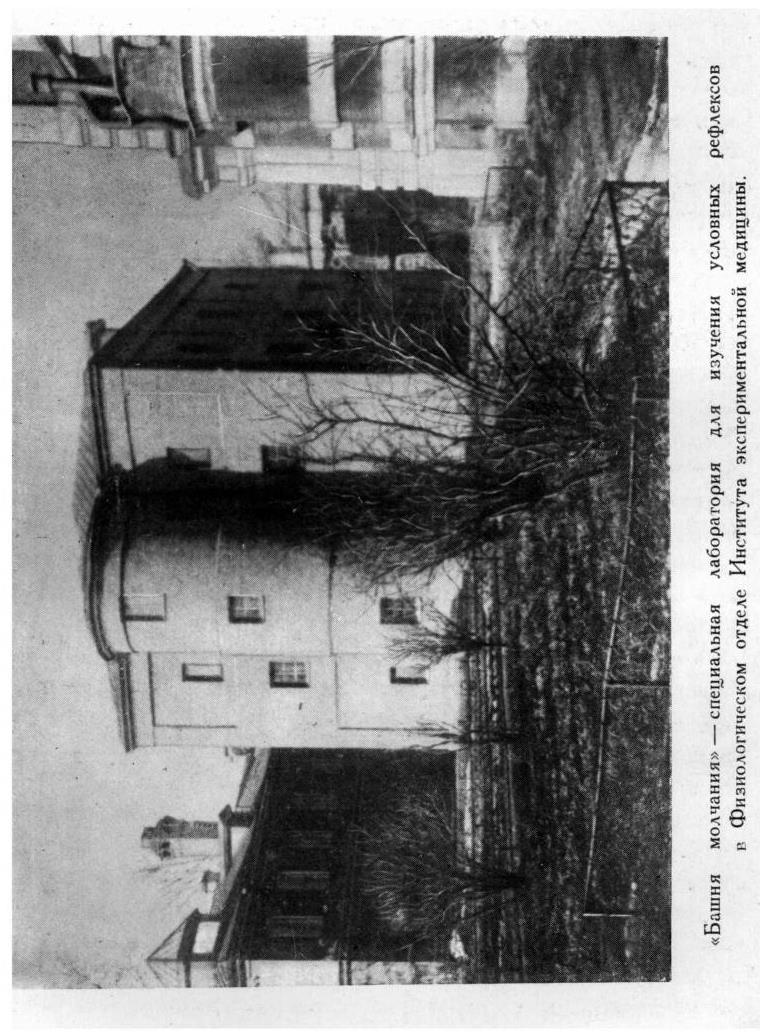 «Башня молчания» — специальная лаборатория для изучения условных рефлексов
в Физиологическом отделе Института экспериментальной медицины.